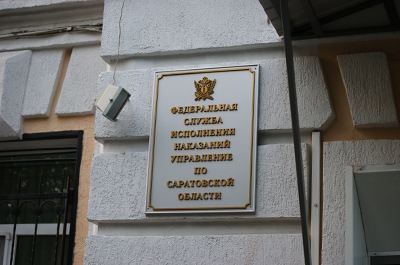 ФЕДЕРАЛЬНАЯ
СЛУЖБА
ИСПОЛНЕНИЯ
НАКАЗАНИЙ
УПРАВЛЕНИЕ
ПО
САРАТОВСКОЙ
ОБЛАСТИ